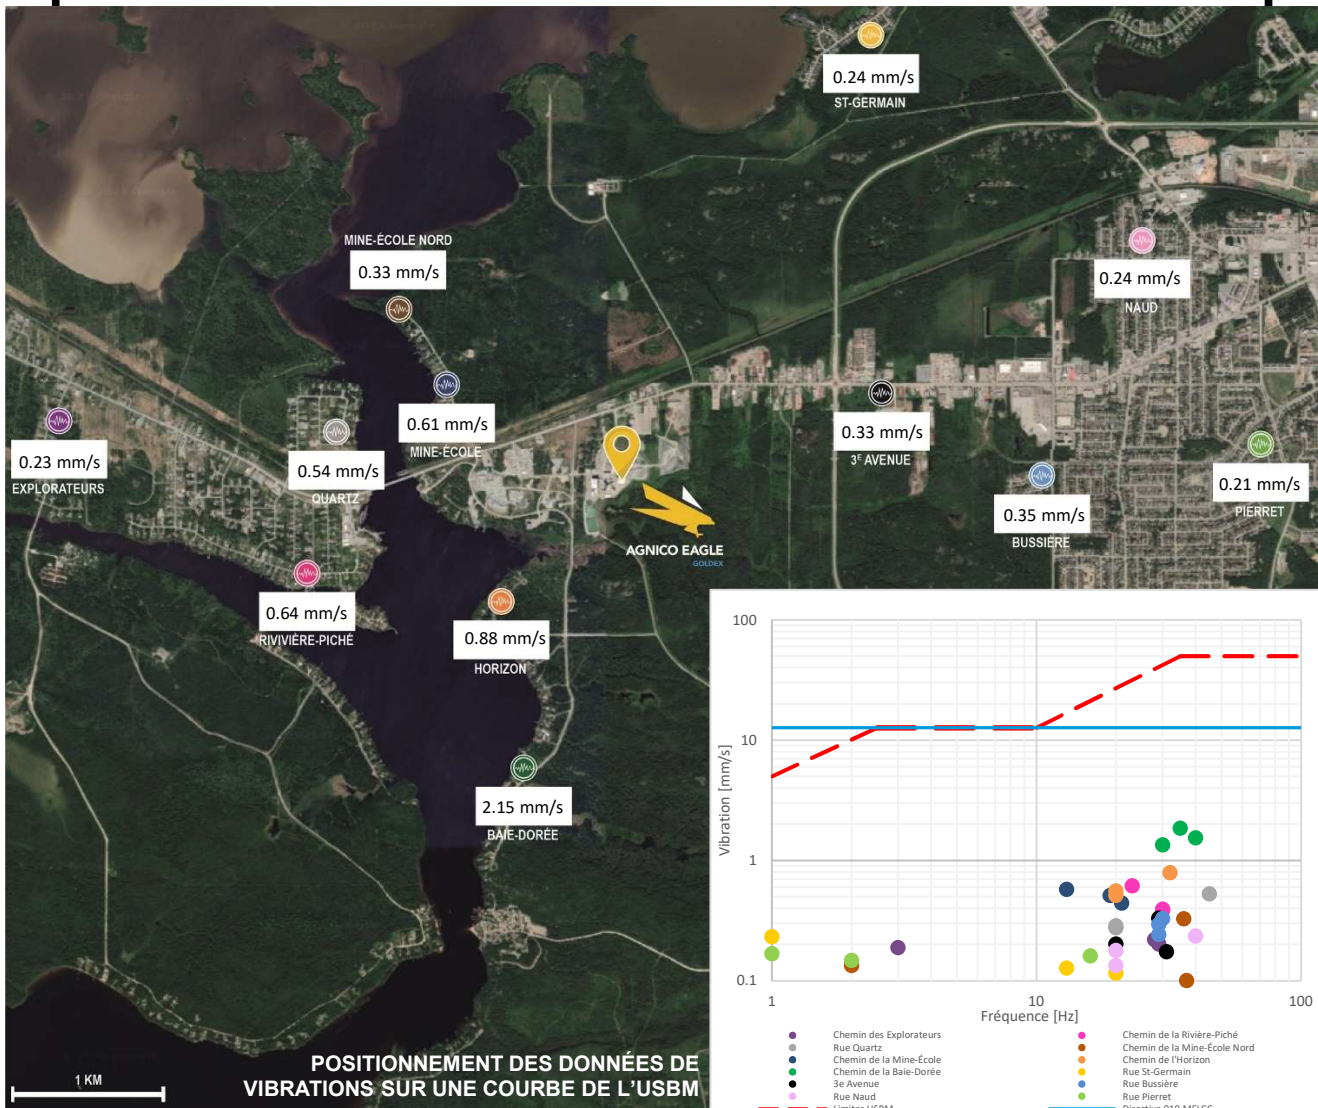 0.24 mm/s
ST-GERMAIN
MINE-ÉCOLE NORD
0.33 mm/s
0.24 mm/s
NAUD
0.61 mm/s
MINE-ÉCOLE
0.33 mm/s
3E AVENUE
0.23 mm/s
EXPLORATEURS
0.54 mm/s
QUARTZ
0.21 mm/s
PIERRET
0.35 mm/s
BUSSIÈRE
AGNICO EAGLE
GOLDEX
0.64 mm/s
RIVIVIÈRE-PICHÉ
0.88 mm/s
HORIZON
2.15 mm/s
BAIE-DORÉE
100
10
1
0.1
Vibration [mm/s]
1 10 100
Fréquence [Hz]
Chemin des Explorateurs
Chemin de la Rivière-Piché
Rue Quartz
Chemin de la Mine-École Nord
Chemin de la Mine-École
Chemin de l'Horizon
Chemin de la Baie-Dorée
Rue St-Germain
3e Avenue
Rue Bussière
Rue Naud
Rue Pierret
Limites USBM
Directive 019 MELCC
1 KM
POSITIONNEMENT DES DONNÉES DE
VIBRATIONS SUR UNE COURBE DE L'USBM